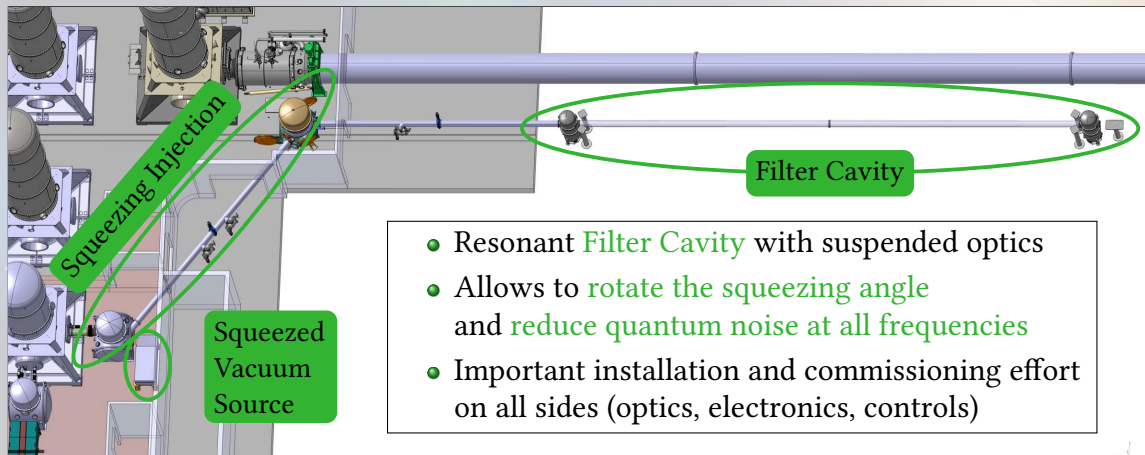 Squeezing Injection
Filter Cavity
Squeezed
Vacuum
Source
Resonant Filter Cavity with suspended optics
Allows to rotate the squeezing angle
and reduce quantum noise at all frequencies
Important installation and commissioning effort
on all sides (optics, electronics, controls)